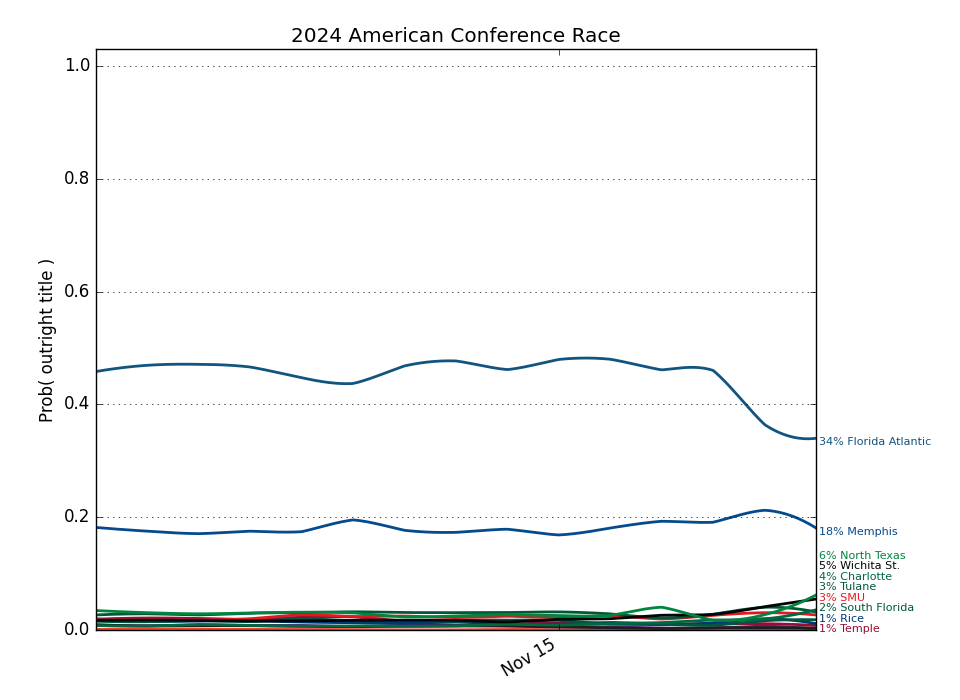 2024 American Conference Race
1.0
0.8
0.6
0.4
0.2
0.0
Prob( outright title )
Nov 15
34% Florida Atlantic
18% Memphis
6% North Texas
5% Wichita St.
4% Charlotte
3% Tulane
3% SMU
2% South Florida
1% Rice
1% Temple